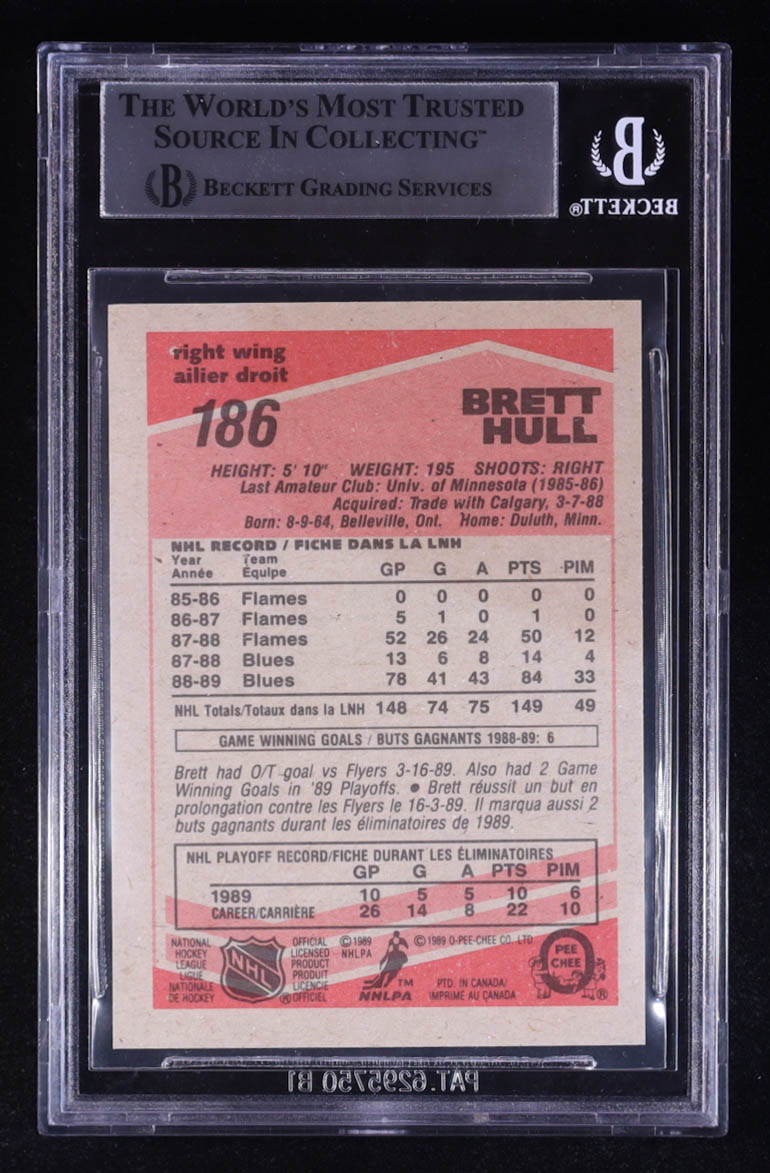 THE WORLD'S MOST TRUSTED
SOURCE IN COLLECTING™
B BECKETT GRADING SERVICES
B
BECKETT®
right wing
ailier droit
186
BRETT
HULL
HEIGHT: 5' 10" WEIGHT: 195 SHOOTS: RIGHT
Last Amateur Club: Univ. of Minnesota (1985-86)
Acquired: Trade with Calgary, 3-7-88
Born: 8-9-64, Belleville, Ont. Home: Duluth, Minn.
NHL RECORD / FICHE DANS LA LNH
Year Team
Année Équipe GP G A PTS PIM
85-86 Flames 0 0 0 0 0
86-87 Flames 5 1 0 1 0
87-88 Flames 52 26 24 50 12
87-88 Blues 13 6 8 14 4
88-89 Blues 78 41 43 84 33
NHL Totals/Totaux dans la LNH 148 74 75 149 49
GAME WINNING GOALS / BUTS GAGNANTS 1988-89: 6
Brett had O/T goal vs Flyers 3-16-89. Also had 2 Game
Winning Goals in '89 Playoffs. ● Brett réussit un but en
prolongation contre les Flyers le 16-3-89. Il marqua aussi 2
buts gagnants durant les éliminatoires de 1989.
NHL PLAYOFF RECORD/FICHE DURANT LES ÉLIMINATOIRES
GP G A PTS PIM
1989 10 5 5 10 6
CAREER/CARRIÈRE 26 14 8 22 10
NATIONAL
HOCKEY
LEAGUE
LIGUE
NATIONALE
DE HOCKEY
NHL
®
OFFICIAL
LICENSED
PRODUCT
PRODUIT
LICENCIE
OFFICIEL
©1989
NHLPA
TM
NHLPA
©1989 O-PEE-CHEE CO. LTD.
PTD. IN CANADA/
IMPRIMÉ AU CANADA
O
PEE
CHEE
®
PAT.6295750 B1